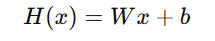 H(x) = Wx + b